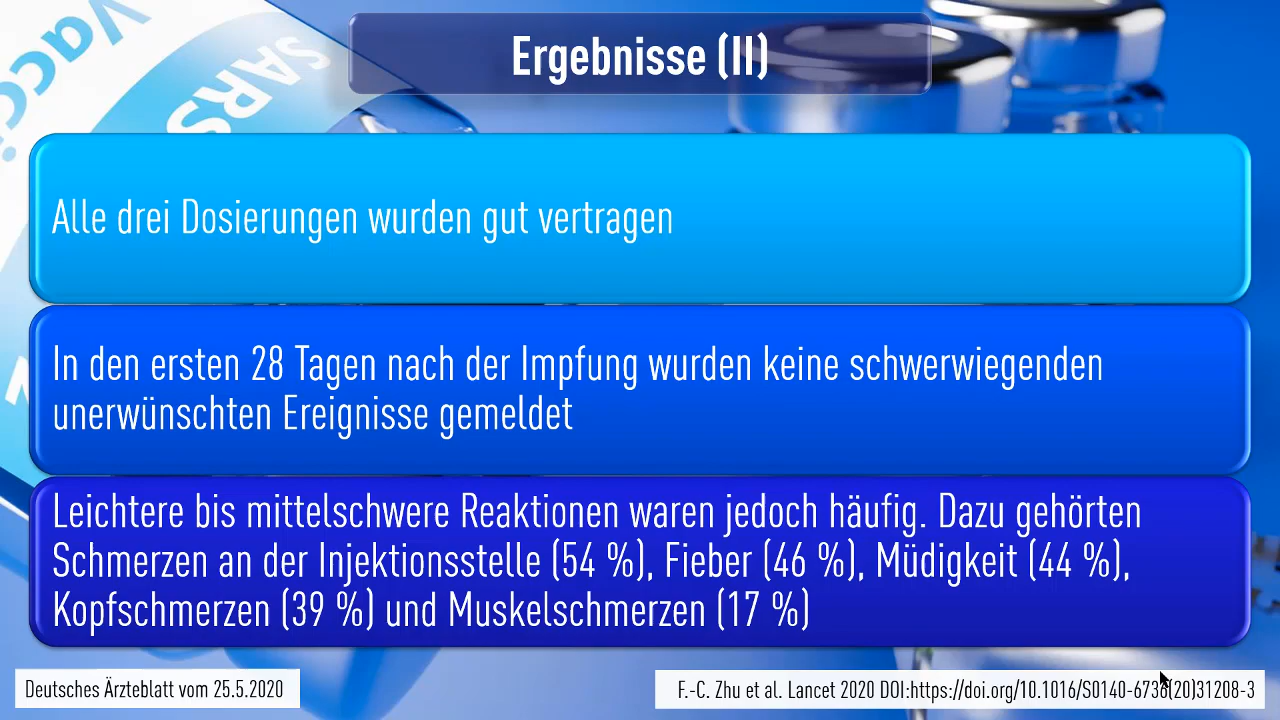 Vacci
SARS
Ergebnisse (II)
Alle drei Dosierungen wurden gut vertragen
In den ersten 28 Tagen nach der Impfung wurden keine schwerwiegenden
unerwünschten Ereignisse gemeldet
Leichtere bis mittelschwere Reaktionen waren jedoch häufig. Dazu gehörten
Schmerzen an der Injektionsstelle (54 %), Fieber (46 %), Müdigkeit (44 %),
Kopfschmerzen (39 %) und Muskelschmerzen (17 %)
Deutsches Ärzteblatt vom 25.5.2020
F.-C. Zhu et al. Lancet 2020 DOI:https://doi.org/10.1016/S0140-6736(20)31208-3